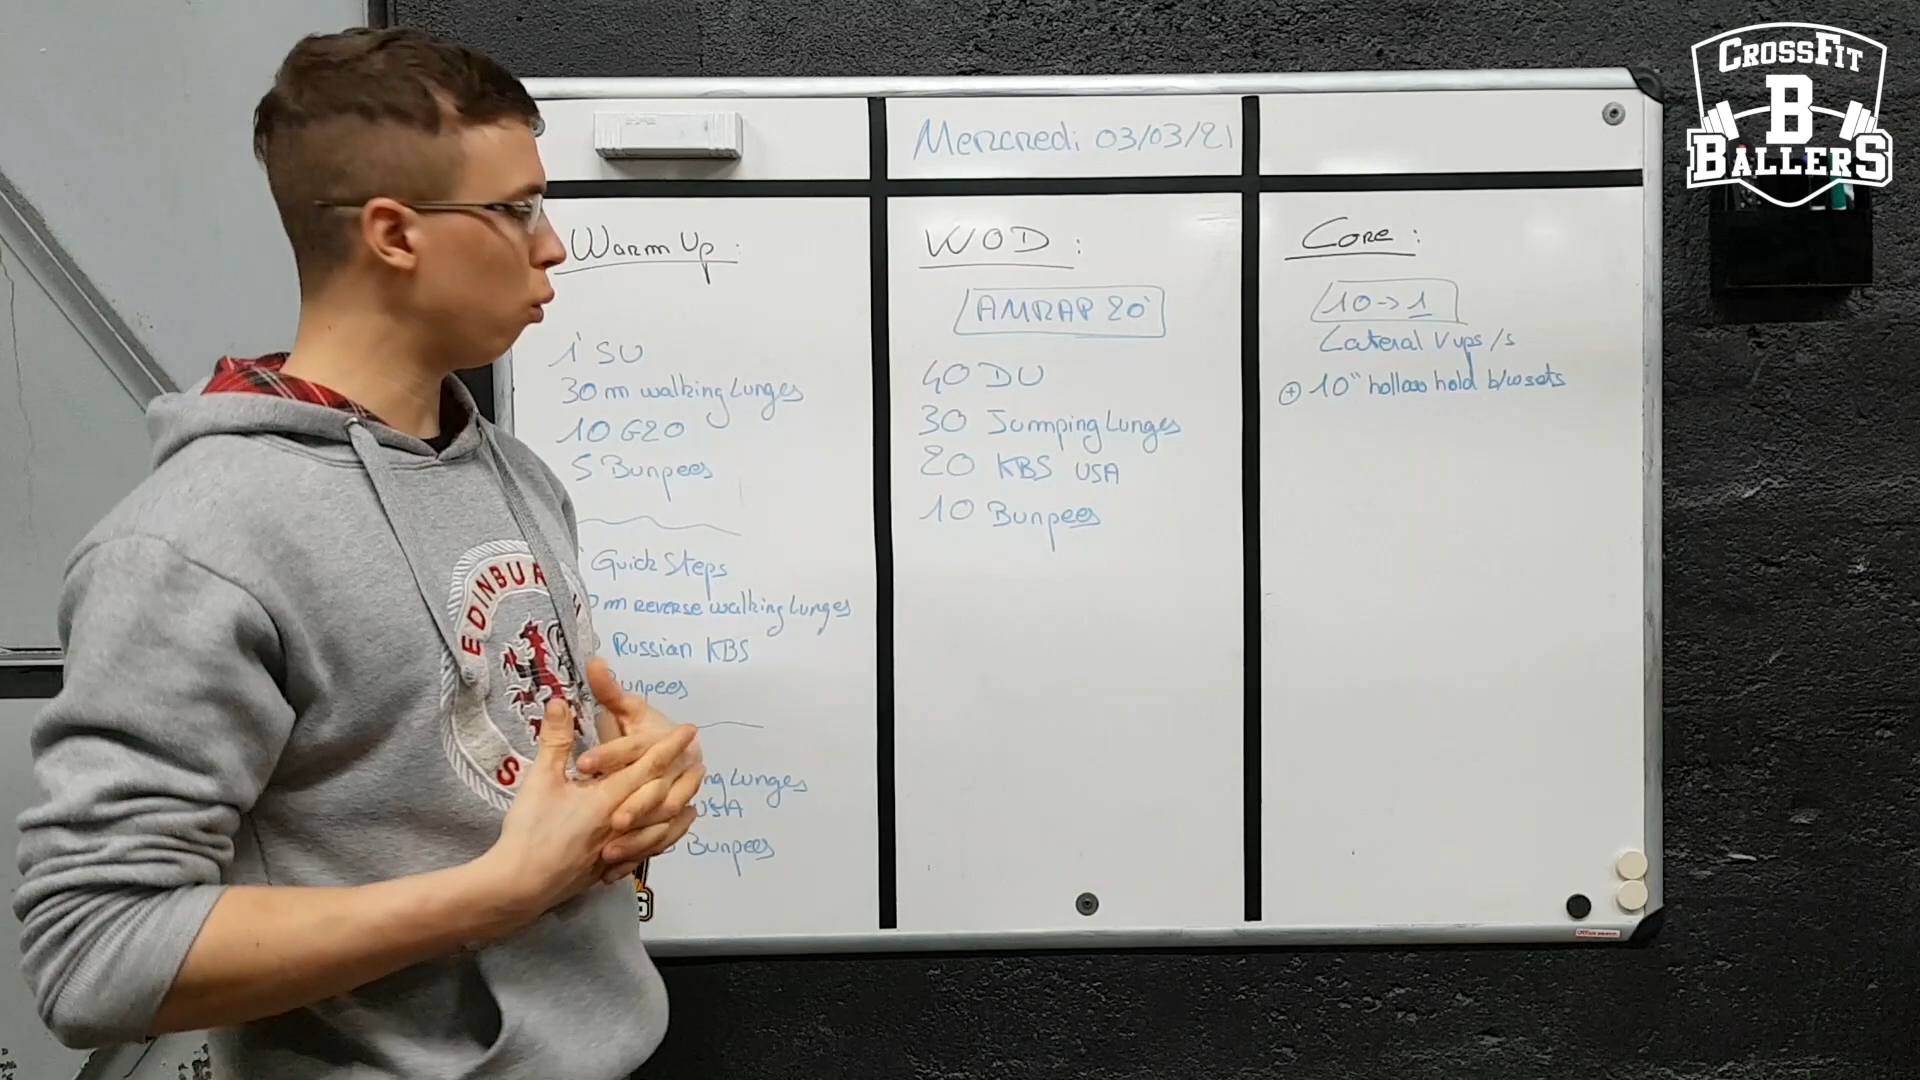 CROSSFIT
B
BALLERS
Mercredi 03/03/21
Warm Up :
1' SU
30 m walking Lunges
10 G2O
5 Burpees
Quick Steps
m REVERSE walking Lunges
Russian KBS
Burpees
Lunges
USA
Burpees
WOD :
AMRAP 20'
40 DU
30 Jumping Lunges
20 KBS USA
10 Burpees
Core :
10 -> 1
Lateral V ups /s
+ 10" hollow hold b/w sets
EDINBUR
S